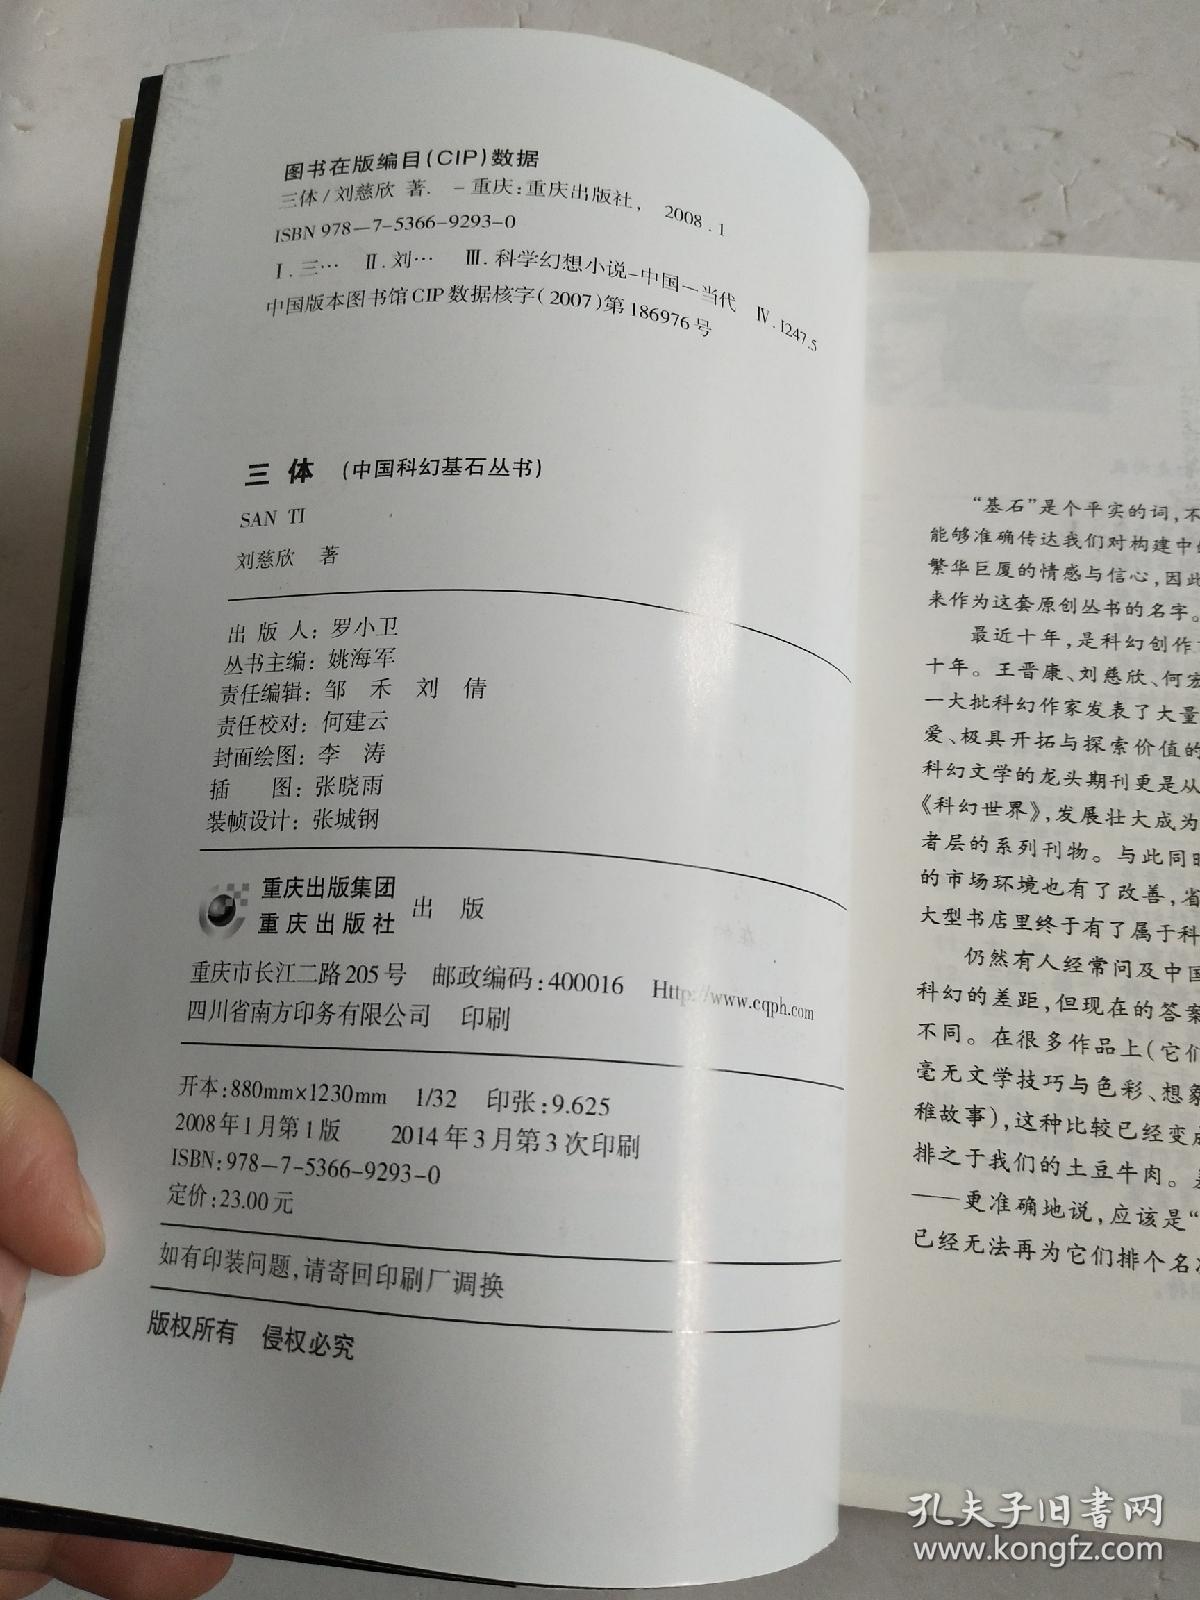 图书在版编目(CIP)数据
三体/刘慈欣 著. －重庆：重庆出版社， 2008.1
ISBN 978－7－5366－9293－0
Ⅰ.三… Ⅱ.刘… Ⅲ.科学幻想小说－中国－当代 Ⅳ.I247.5
中国版本图书馆CIP数据核字(2007)第186976号
三 体 (中国科幻基石丛书)
SAN TI
刘慈欣 著
出 版 人：罗小卫
丛书主编：姚海军
责任编辑：邹 禾 刘 倩
责任校对：何建云
封面绘图：李 涛
插 图：张晓雨
装帧设计：张城钢
重庆出版集团
重庆出版社 出 版
重庆市长江二路205号 邮政编码：400016 Http://www.cqph.com
四川省南方印务有限公司 印刷
开本：880mm×1230mm 1/32 印张：9.625
2008年1月第1版 2014年3月第3次印刷
ISBN：978－7－5366－9293－0
定价：23.00元
如有印装问题，请寄回印刷厂调换
版权所有 侵权必究
“基石”是个平实的词，不
能够准确传达我们对构建中
繁华巨厦的情感与信心，因此
来作为这套原创丛书的名字。
最近十年，是科幻创作
十年。王晋康、刘慈欣、何宏
一大批科幻作家发表了大量
爱、极具开拓与探索价值的
科幻文学的龙头期刊更是从
《科幻世界》，发展壮大成为
者层的系列刊物。与此同时
的市场环境也有了改善，省
大型书店里终于有了属于科
仍然有人经常问及中国
科幻的差距，但现在的答案
不同。在很多作品上(它们
毫无文学技巧与色彩、想象
稚故事)，这种比较已经变成
排之于我们的土豆牛肉。差
——更准确地说，应该是“
已经无法再为它们排个名次
孔夫子旧书网
www.kongfz.com